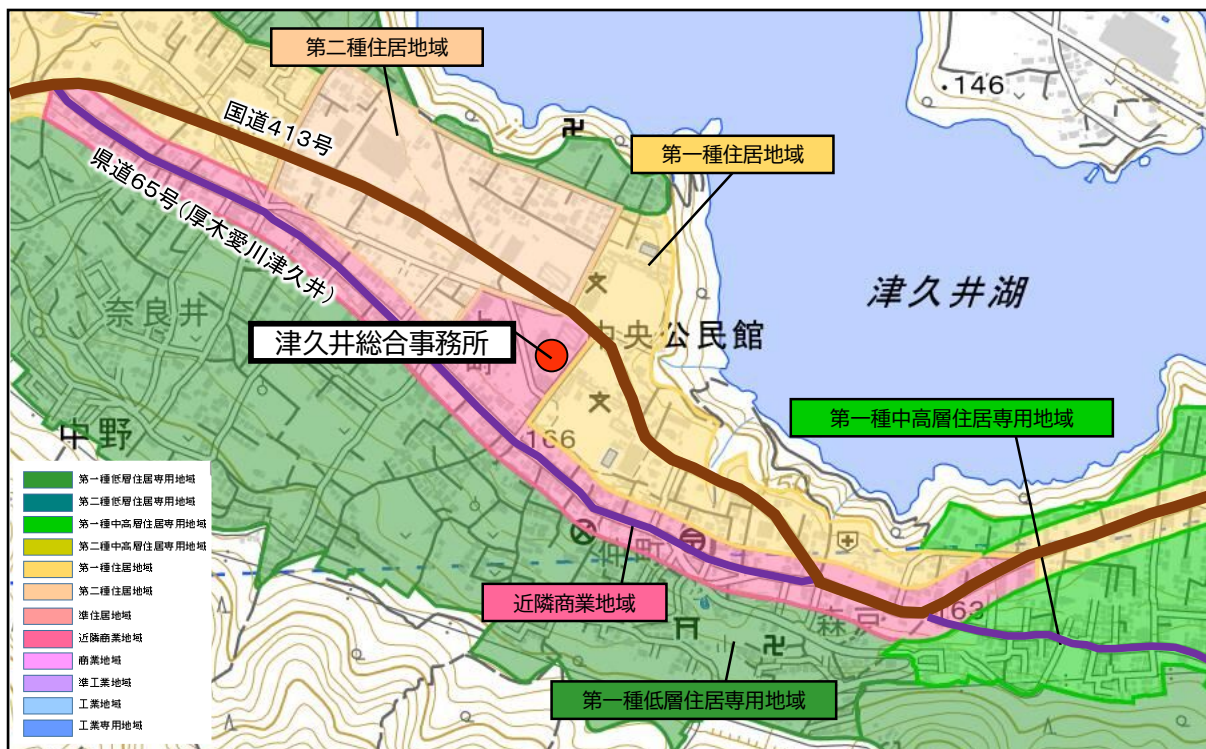 第二種住居地域
・146
国道413号
第一種住居地域
県道65号(厚木愛川津久井)
津久井湖
奈良井
津久井総合事務所
中央公民館
町
第一種中高層住居専用地域
中野
166
仲町
近隣商業地域
163
第一種低層住居専用地域
第一種低層住居専用地域
第二種低層住居専用地域
第一種中高層住居専用地域
第二種中高層住居専用地域
第一種住居地域
第二種住居地域
準住居地域
近隣商業地域
商業地域
準工業地域
工業地域
工業専用地域